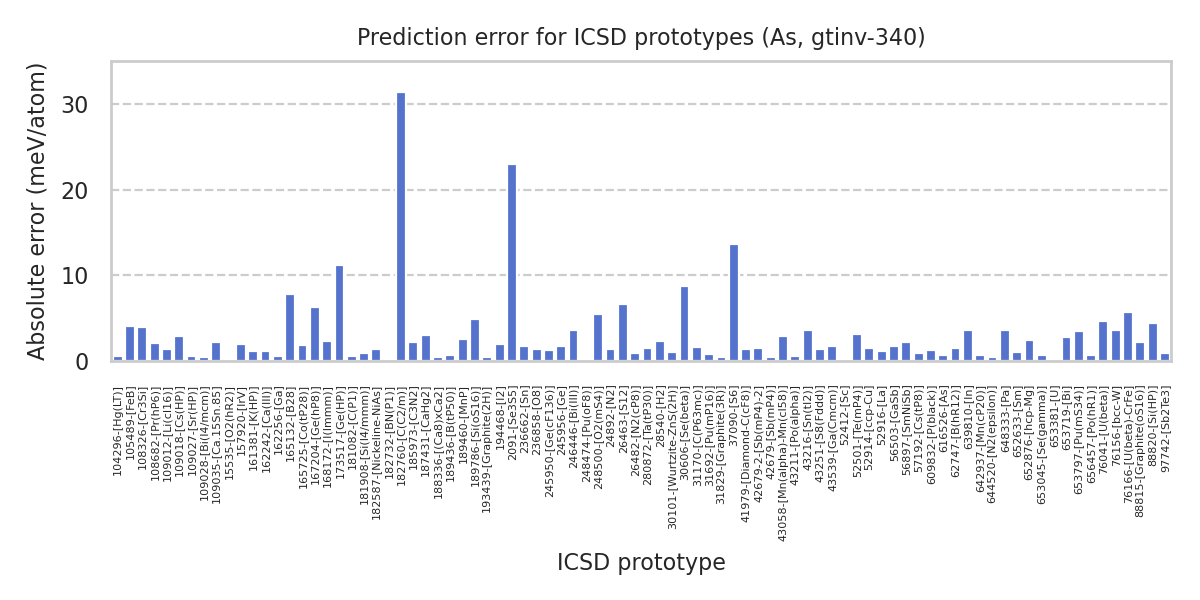 Prediction error for ICSD prototypes (As, gtinv-340)
Absolute error (meV/atom)
30
20
10
0
104296-[Hg(LT)]
105489-[FeB]
108326-[Cr3Si]
108682-[Pr(hP6)]
109012-[Li(cI16)]
109018-[Cs(HP)]
109027-[Sr(HP)]
109028-[Bi(I4/mcm)]
109035-[Ca.15Sn.85]
15535-[O2(hR2)]
157920-[IrV]
161381-[K(HP)]
162242-[Ca(III)]
162256-[Ga]
165132-[B28]
165725-[Co(tP28)]
167204-[Ge(hP8)]
168172-[I(Immm)]
173517-[Ge(HP)]
181082-[C(P1)]
181908-[Si(I4/mmm)]
182587-[Nickeline-NiAs]
182732-[BN(P1)]
182760-[C(C2/m)]
185973-[C3N2]
187431-[CaHg2]
188336-[(Ca8)xCa2]
189436-[B(tP50)]
189460-[MnP]
189786-[Si(oS16)]
193439-[Graphite(2H)]
194468-[I2]
2091-[Se3S5]
236662-[Sn]
236858-[O8]
245950-[Ge(cF136)]
245956-[Ge]
246446-[Bi(III)]
248474-[Pu(oF8)]
248500-[O2(mS4)]
24892-[N2]
26463-[S12]
26482-[N2(cP8)]
280872-[Ta(tP30)]
28540-[H2]
30101-[Wurtzite-ZnS(2H)]
30606-[Se(beta)]
31170-[C(P63mc)]
31692-[Pu(mP16)]
31829-[Graphite(3R)]
37090-[S6]
41979-[Diamond-C(cF8)]
42679-2-[Sb(mP4)-2]
42679-[Sb(mP4)]
43058-[Mn(alpha)-Mn(cI58)]
43211-[Po(alpha)]
43216-[Sn(tI2)]
43251-[S8(Fddd)]
43539-[Ga(Cmcm)]
52412-[Sc]
52501-[Te(mP4)]
52914-[fcc-Cu]
52916-[La]
56503-[GaSb]
56897-[SmNiSb]
57192-[Cs(tP8)]
609832-[P(black)]
616526-[As]
62747-[B(hR12)]
639810-[In]
642937-[Mn(cP20)]
644520-[N2(epsilon)]
648333-[Pa]
652633-[Sm]
652876-[hcp-Mg]
653045-[Se(gamma)]
653381-[U]
653719-[Bi]
653797-[Pu(mS34)]
656457-[Po(hR1)]
76041-[U(beta)]
76156-[bcc-W]
76166-[U(beta)-CrFe]
88815-[Graphite(oS16)]
88820-[Si(HP)]
97742-[Sb2Te3]
ICSD prototype